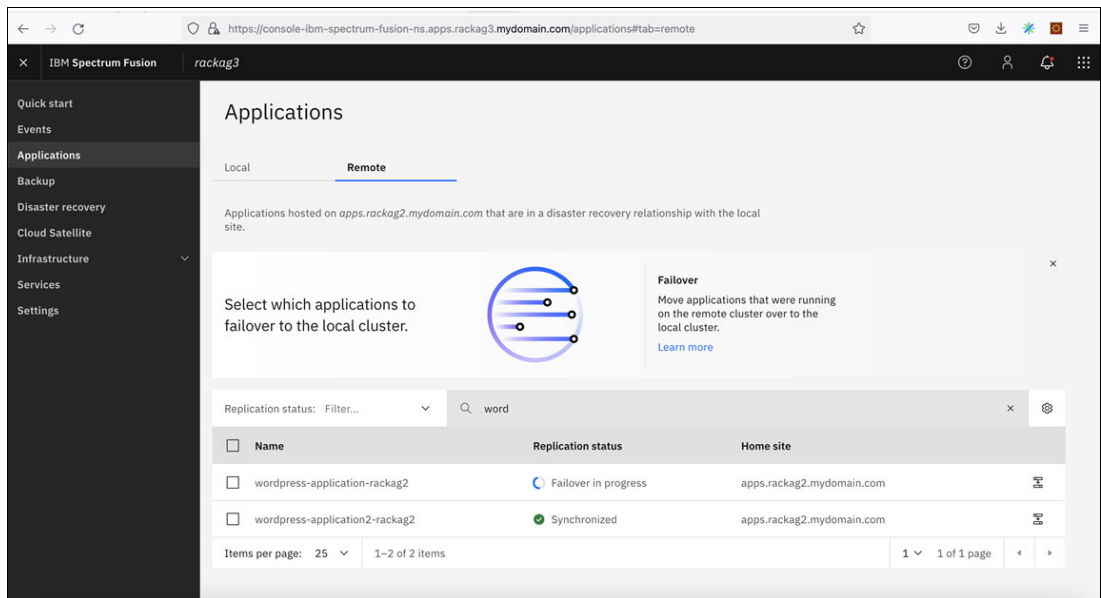 https://console-ibm-spectrum-fusion-ns.apps.rackag3.mydomain.com/applications#tab=remote
IBM Spectrum Fusion
rackag3
Quick start
Events
Applications
Backup
Disaster recovery
Cloud Satellite
Infrastructure
Services
Settings
Applications
Local
Remote
Applications hosted on apps.rackag2.mydomain.com that are in a disaster recovery relationship with the local
site.
Select which applications to
failover to the local cluster.
Failover
Move applications that were running
on the remote cluster over to the
local cluster.
Learn more
Replication status: Filter...
word
Name Replication status Home site
wordpress-application-rackag2 Failover in progress apps.rackag2.mydomain.com
wordpress-application2-rackag2 Synchronized apps.rackag2.mydomain.com
Items per page: 25 1–2 of 2 items 1 1 of 1 page